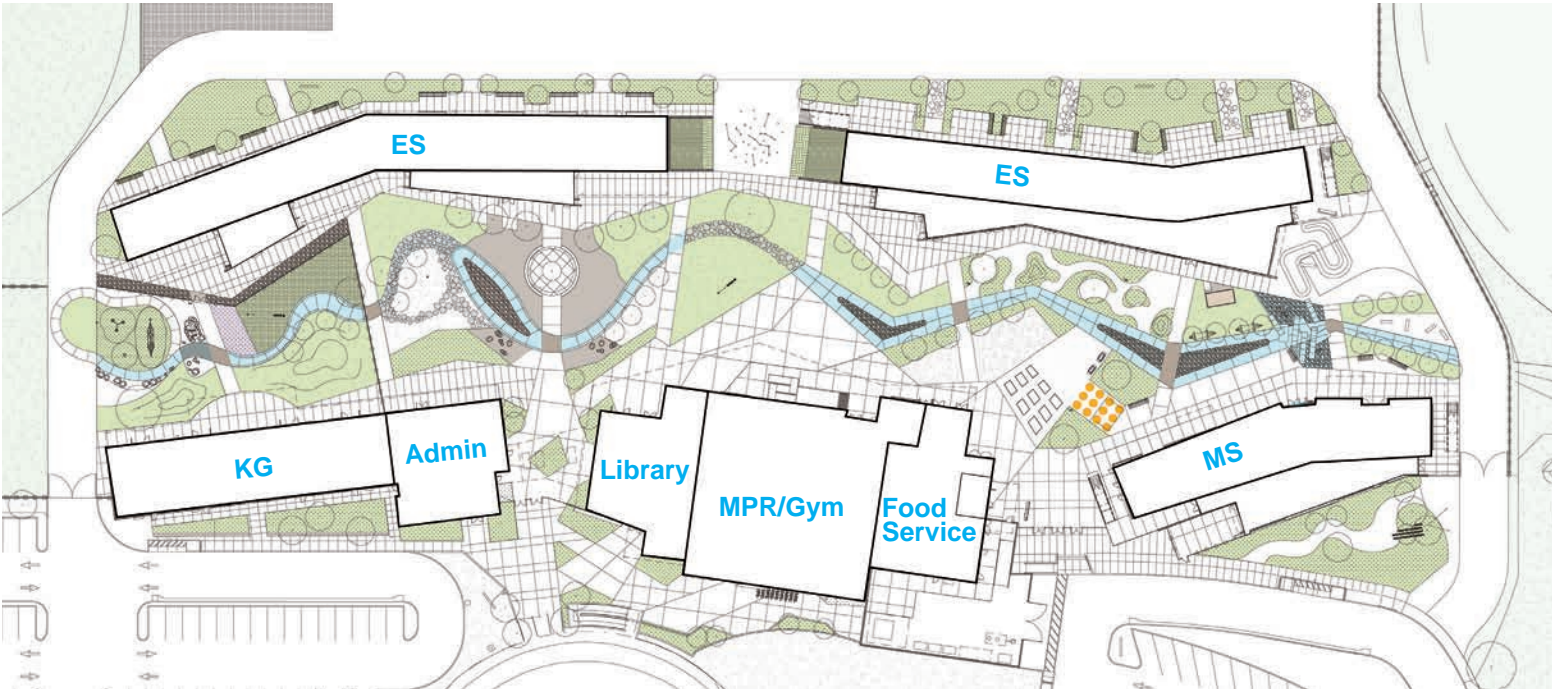 ES
ES
KG
Admin
Library
MPR/Gym
Food
Service
MS